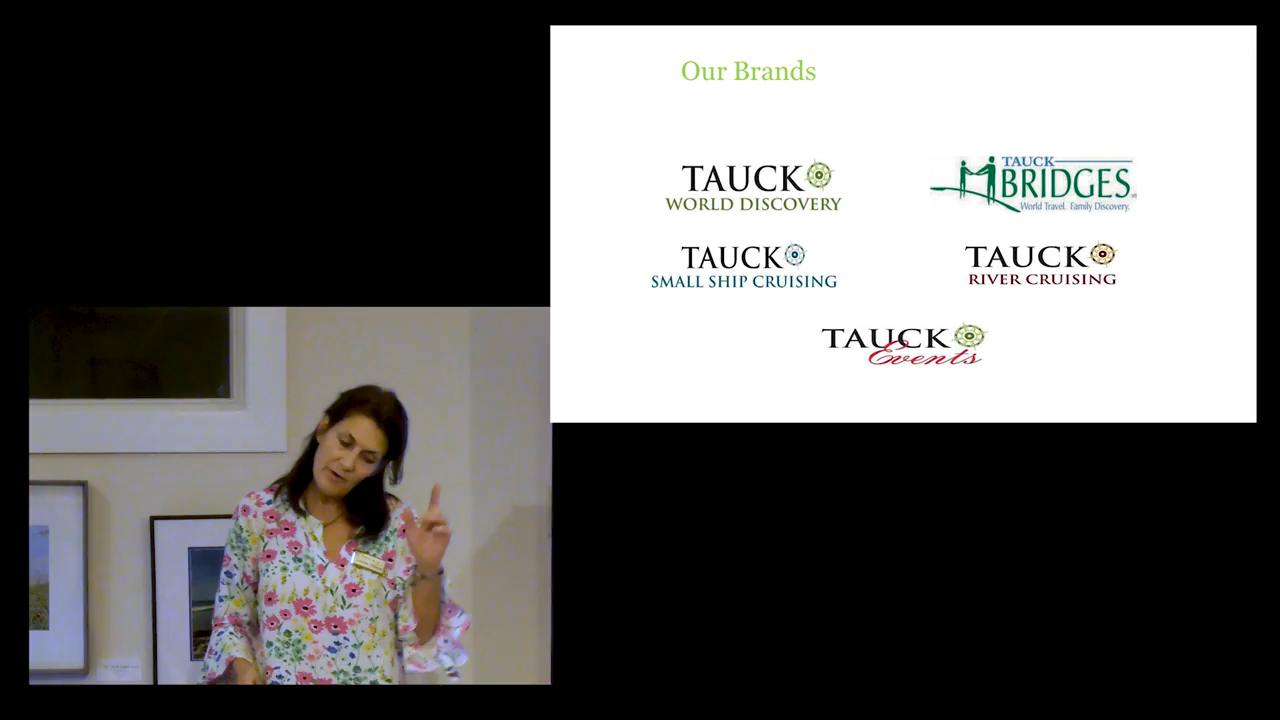 Our Brands
TAUCK
WORLD DISCOVERY
TAUCK
BRIDGES
World Travel. Family Discovery.
TAUCK
SMALL SHIP CRUISING
TAUCK
RIVER CRUISING
TAUCK
Events